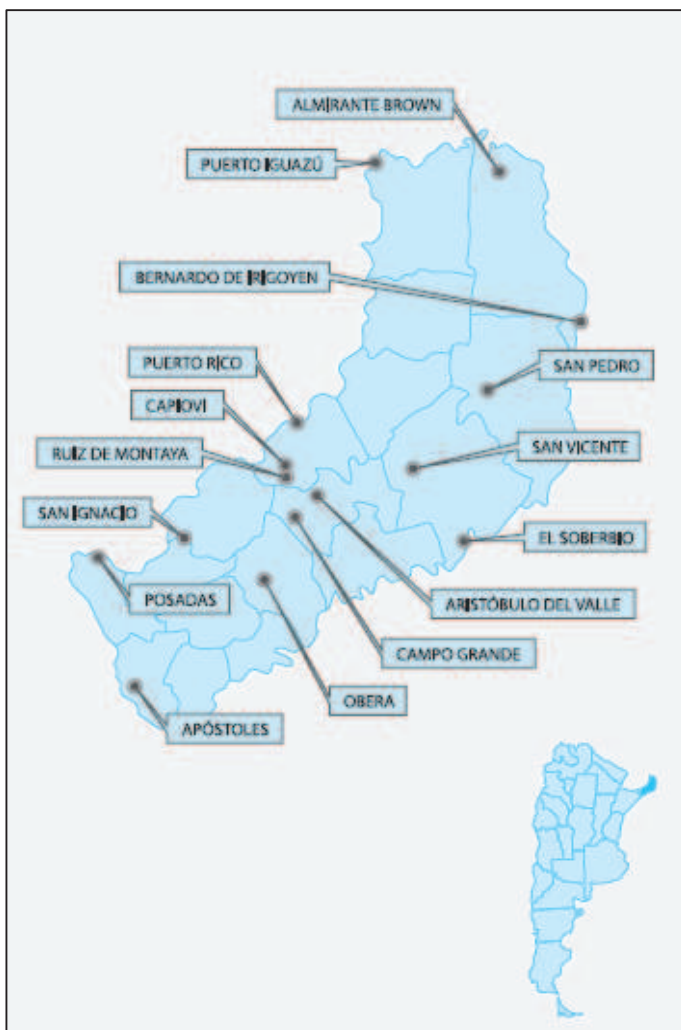 ALMIRANTE BROWN
PUERTO IGUAZÚ
BERNARDO DE IRIGOYEN
PUERTO RICO
SAN PEDRO
CAPIOVI
SAN VICENTE
RUIZ DE MONTAYA
SAN IGNACIO
EL SOBERBIO
POSADAS
ARISTÓBULO DEL VALLE
CAMPO GRANDE
OBERA
APÓSTOLES